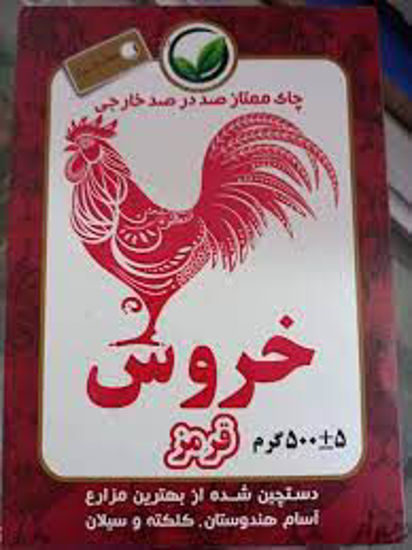 چای ممتاز صد در صد خارجی
خروس
قرمز
۵±۵۰۰ گرم
دستچین شده از بهترین مزارع
آسام هندوستان، کلکته و سیلان